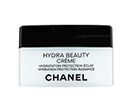 HYDRA BEAUTY
CRÈME
HYDRATATION PROTECTION ÉCLAT
HYDRATION PROTECTION RADIANCE
CHANEL